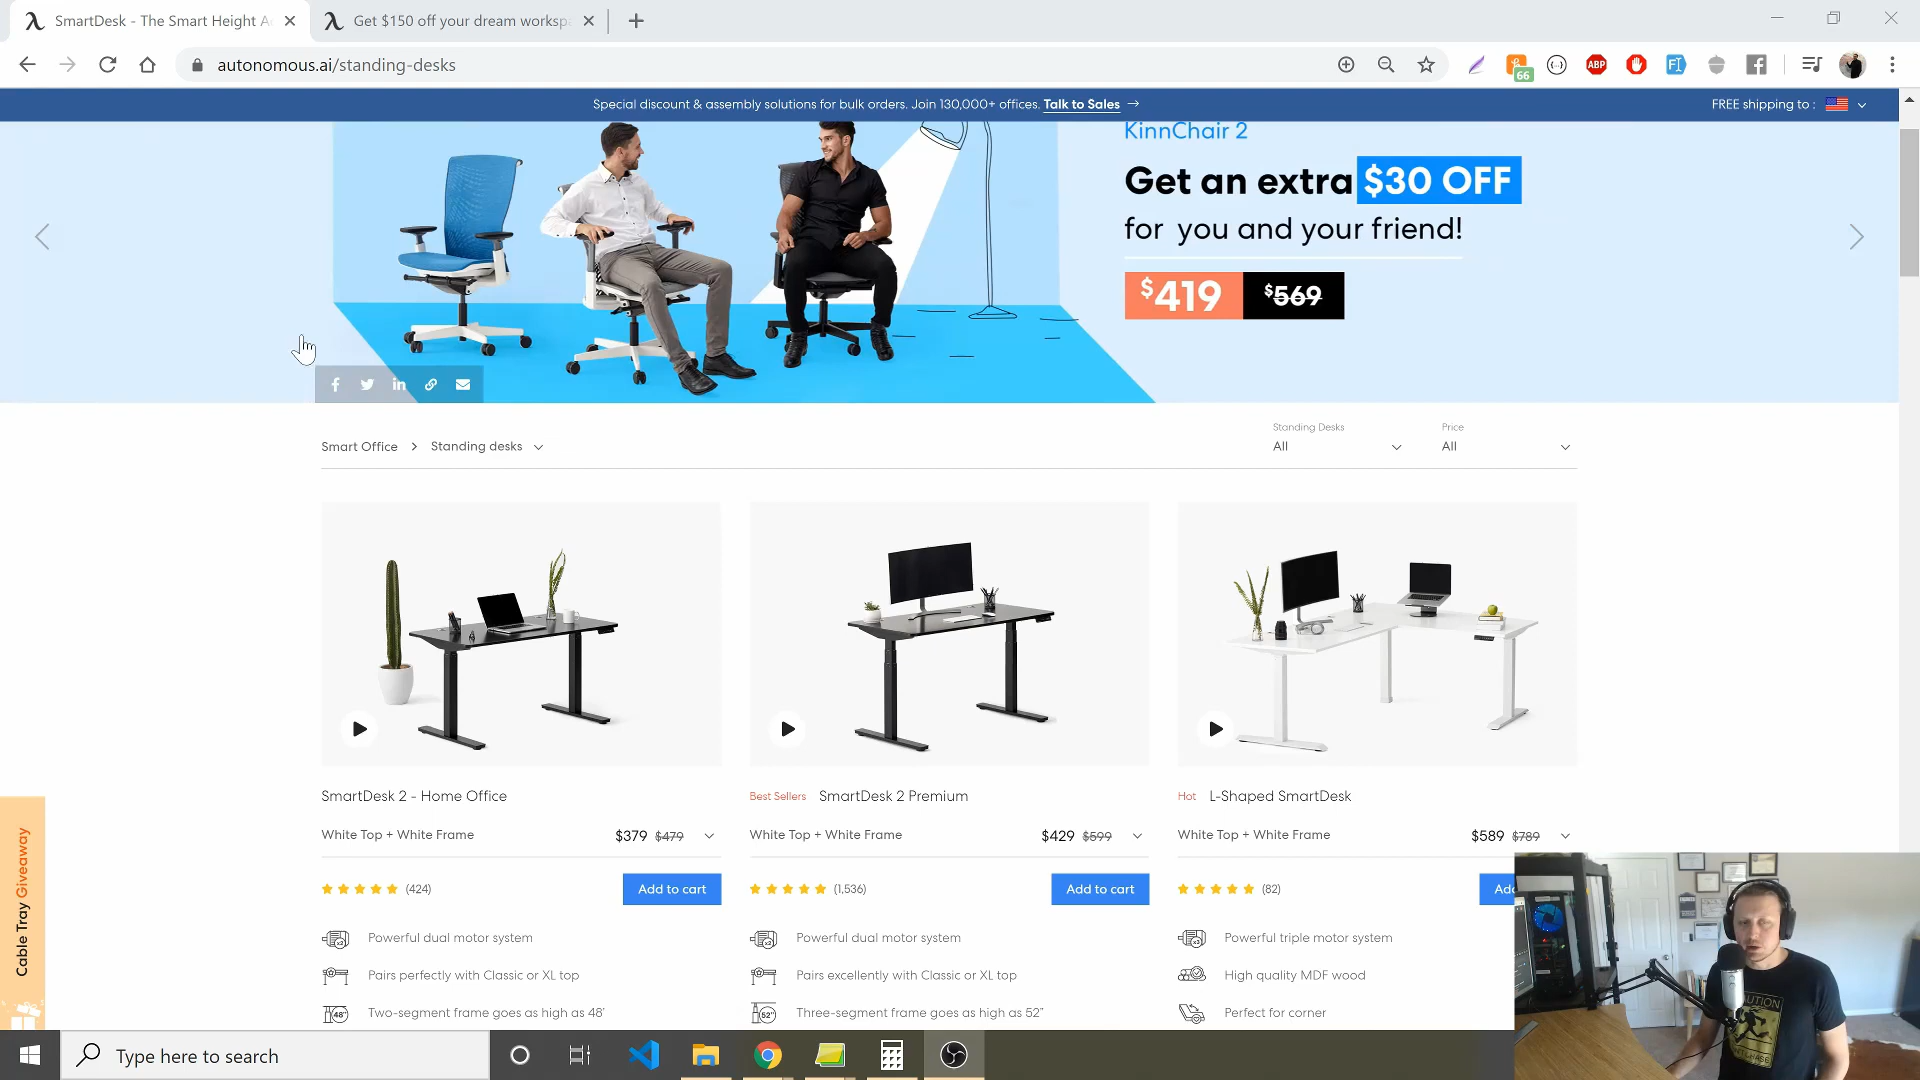 SmartDesk - The Smart Height A
Get $150 off your dream worksp
autonomous.ai/standing-desks
66
ABP
Special discount & assembly solutions for bulk orders. Join 130,000+ offices. Talk to Sales →
FREE shipping to :
KinnChair 2
Get an extra $30 OFF
for you and your friend!
$419 $569
Smart Office > Standing desks
Standing Desks
All
Price
All
SmartDesk 2 - Home Office
White Top + White Frame
$379 $479
(424)
Add to cart
Powerful dual motor system
Pairs perfectly with Classic or XL top
48"
Two-segment frame goes as high as 48'
Best Sellers SmartDesk 2 Premium
White Top + White Frame
$429 $599
(1,536)
Add to cart
Powerful dual motor system
Pairs excellently with Classic or XL top
52"
Three-segment frame goes as high as 52"
Hot L-Shaped SmartDesk
White Top + White Frame
$589 $789
(82)
Powerful triple motor system
High quality MDF wood
Perfect for corner
Cable Tray Giveaway
CAUTION
Type here to search